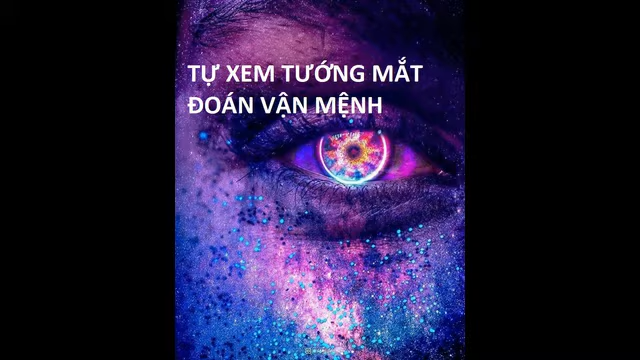 TỰ XEM TƯỚNG MẮT
ĐOÁN VẬN MỆNH